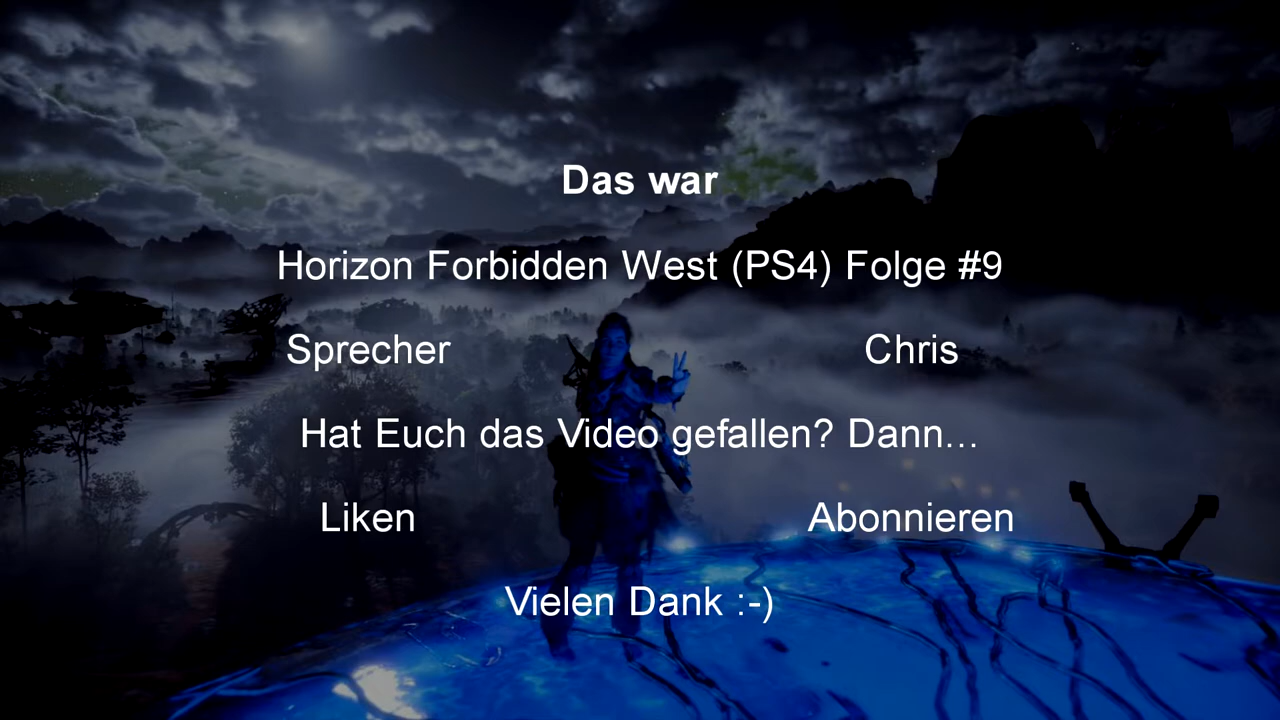 Das war
Horizon Forbidden West (PS4) Folge #9
Sprecher Chris
Hat Euch das Video gefallen? Dann...
Liken Abonnieren
Vielen Dank :-)